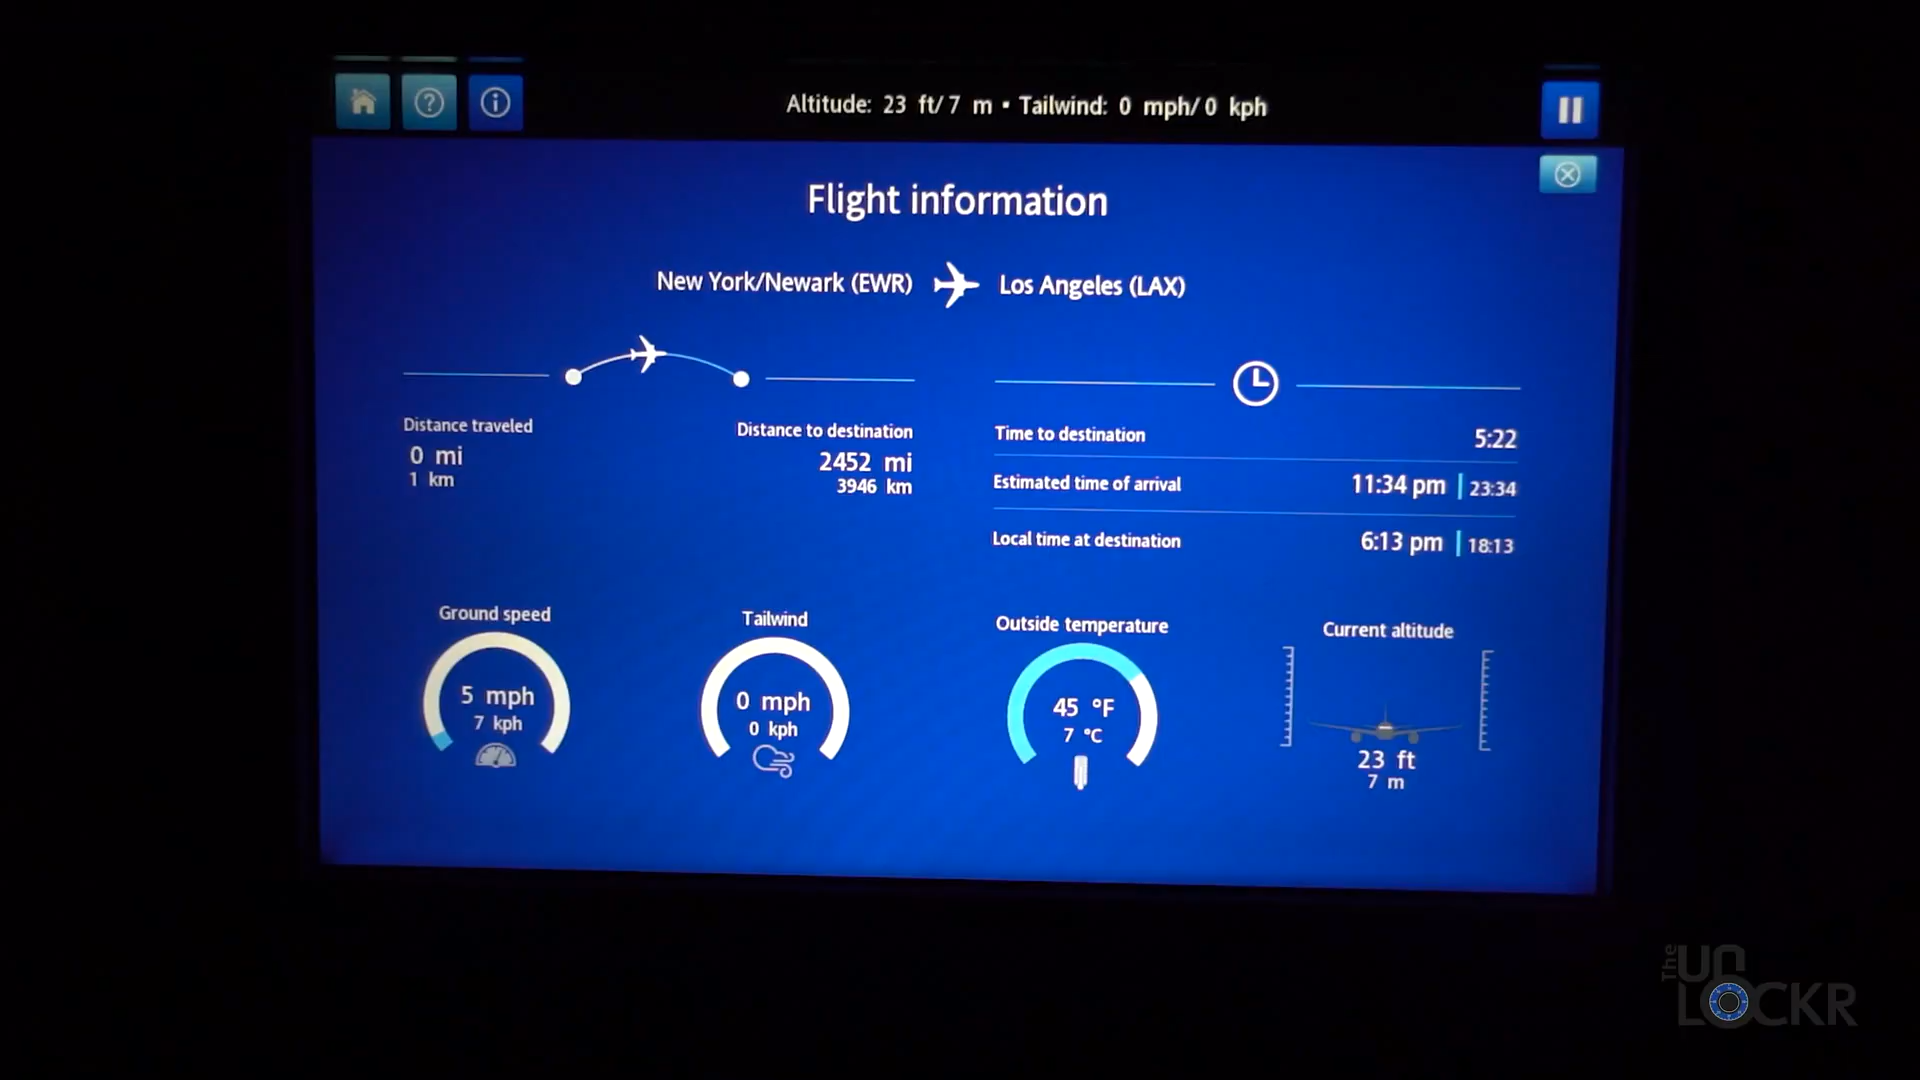 Altitude: 23 ft/ 7 m • Tailwind: 0 mph/ 0 kph
Flight information
New York/Newark (EWR) Los Angeles (LAX)
Distance traveled
0 mi
1 km
Distance to destination
2452 mi
3946 km
Time to destination 5:22
Estimated time of arrival 11:34 pm | 23:34
Local time at destination 6:13 pm | 18:13
Ground speed
5 mph
7 kph
Tailwind
0 mph
0 kph
Outside temperature
45 °F
7 °C
Current altitude
23 ft
7 m
The
UN
LOCKR